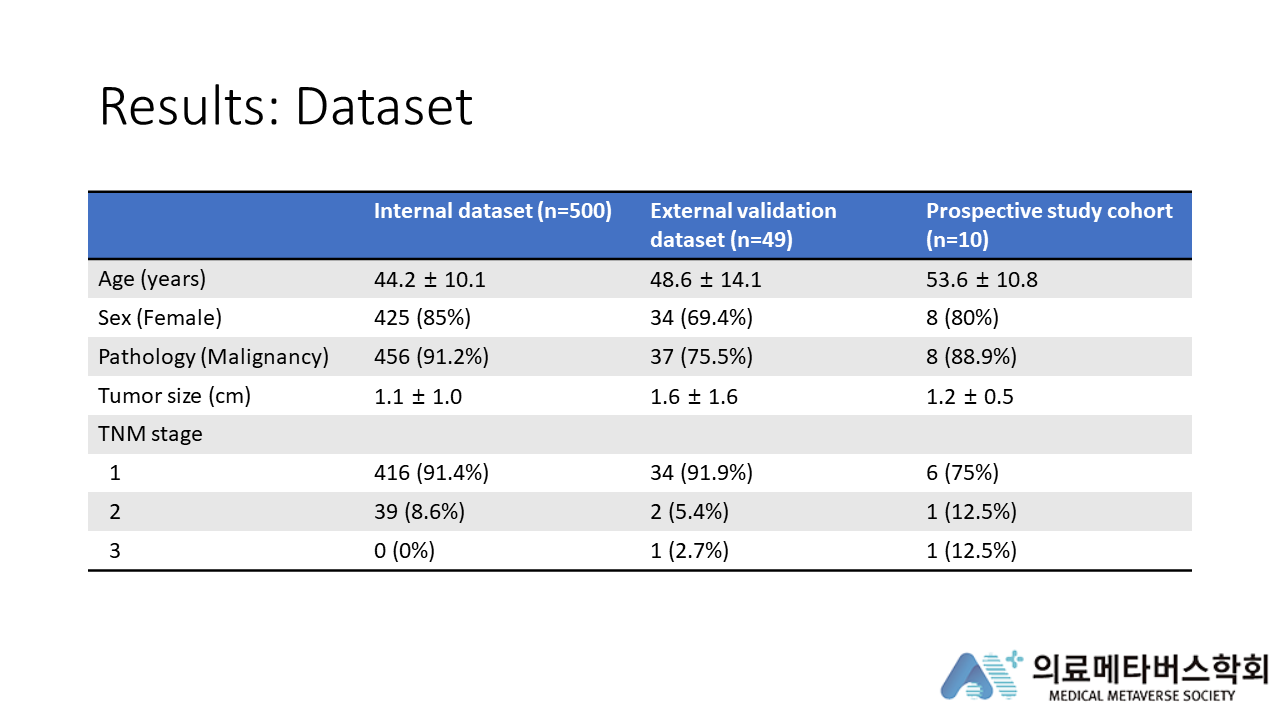 Results: Dataset
Internal dataset (n=500) External validation dataset (n=49) Prospective study cohort (n=10)
Age (years) 44.2 ± 10.1 48.6 ± 14.1 53.6 ± 10.8
Sex (Female) 425 (85%) 34 (69.4%) 8 (80%)
Pathology (Malignancy) 456 (91.2%) 37 (75.5%) 8 (88.9%)
Tumor size (cm) 1.1 ± 1.0 1.6 ± 1.6 1.2 ± 0.5
TNM stage
1 416 (91.4%) 34 (91.9%) 6 (75%)
2 39 (8.6%) 2 (5.4%) 1 (12.5%)
3 0 (0%) 1 (2.7%) 1 (12.5%)
의료메타버스학회
MEDICAL METAVERSE SOCIETY